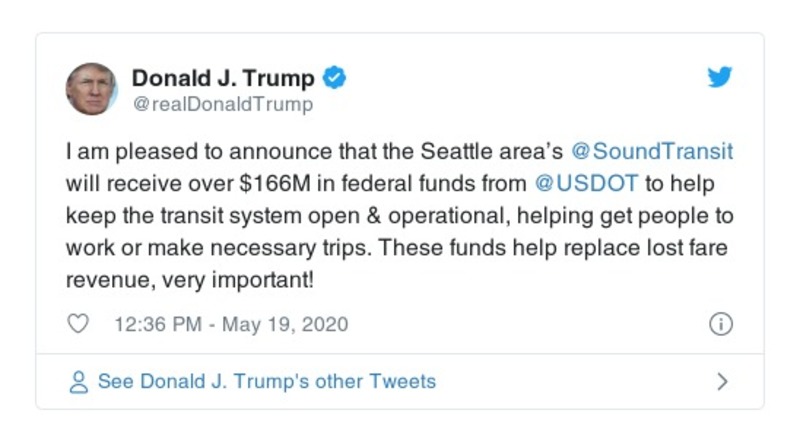 Donald J. Trump
@realDonaldTrump
I am pleased to announce that the Seattle area's @SoundTransit
will receive over $166M in federal funds from @USDOT to help
keep the transit system open & operational, helping get people to
work or make necessary trips. These funds help replace lost fare
revenue, very important!
12:36 PM - May 19, 2020
See Donald J. Trump's other Tweets